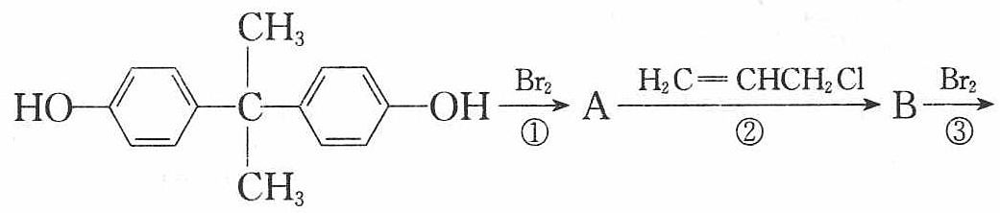 CH₃
HO C OH Br₂ ① A H₂C=CHCH₂Cl ② B Br₂ ③
CH₃